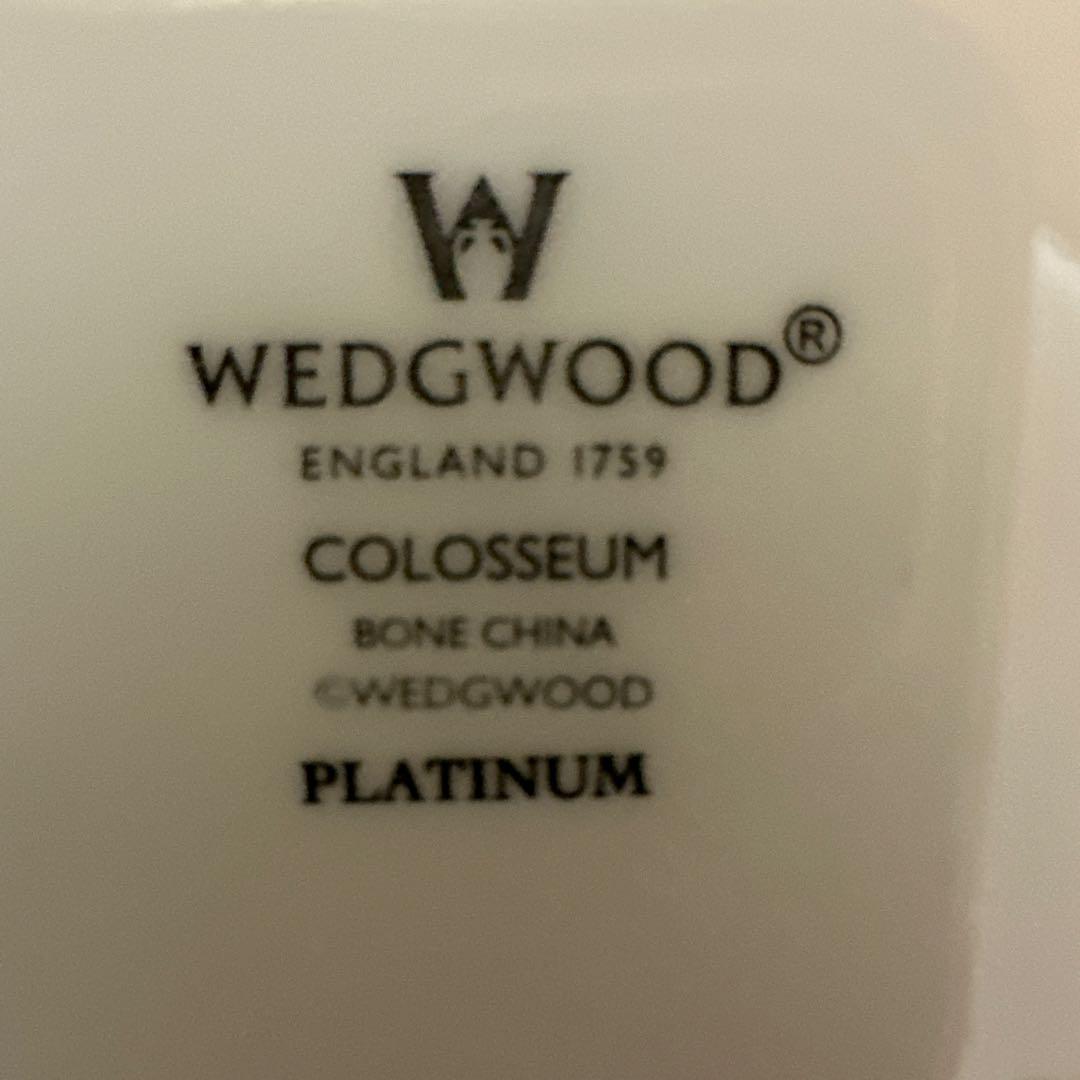 W
WEDGWOOD®
ENGLAND 1759
COLOSSEUM
BONE CHINA
©WEDGWOOD
PLATINUM